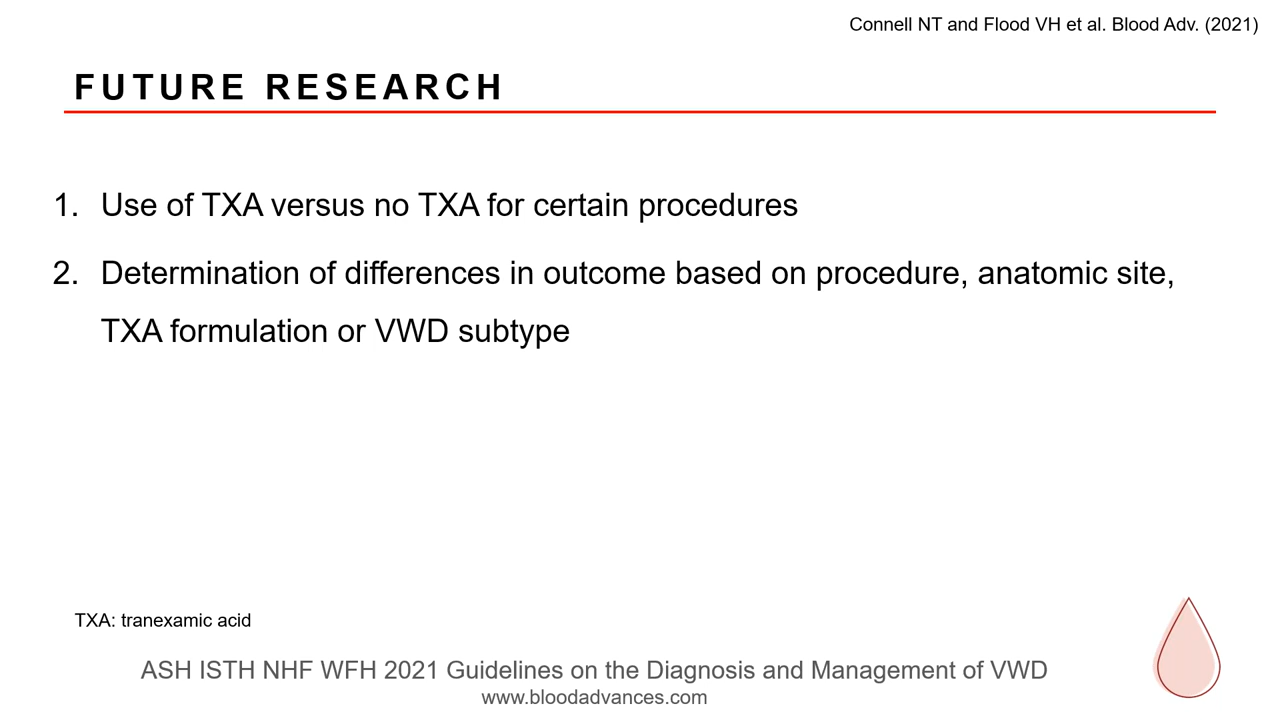 Connell NT and Flood VH et al. Blood Adv. (2021)
FUTURE RESEARCH
1. Use of TXA versus no TXA for certain procedures
2. Determination of differences in outcome based on procedure, anatomic site,
TXA formulation or VWD subtype
TXA: tranexamic acid
ASH ISTH NHF WFH 2021 Guidelines on the Diagnosis and Management of VWD
www.bloodadvances.com